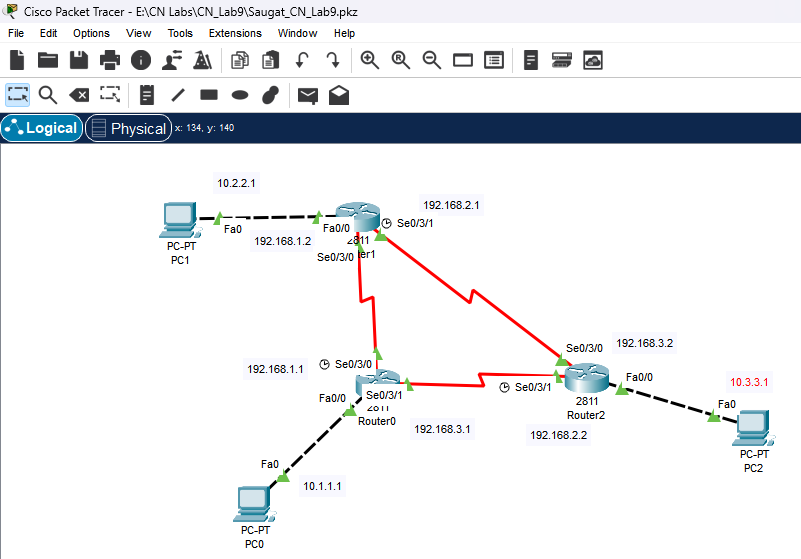 Cisco Packet Tracer - E:\CN Labs\CN_Lab9\Saugat_CN_Lab9.pkz
File Edit Options View Tools Extensions Window Help
Logical Physical x: 134, y: 140
10.2.2.1
192.168.2.1
Fa0
Fa0/0
Se0/3/1
192.168.1.2
2811
PC-PT
PC1
Se0/3/0
Se0/3/0
192.168.3.2
192.168.1.1
Se0/3/0
Se0/3/1
Fa0/0
10.3.3.1
Fa0/0
Se0/3/1
2811
Router0
2811
Router2
Fa0
192.168.3.1
192.168.2.2
PC-PT
PC2
Fa0
10.1.1.1
PC-PT
PC0